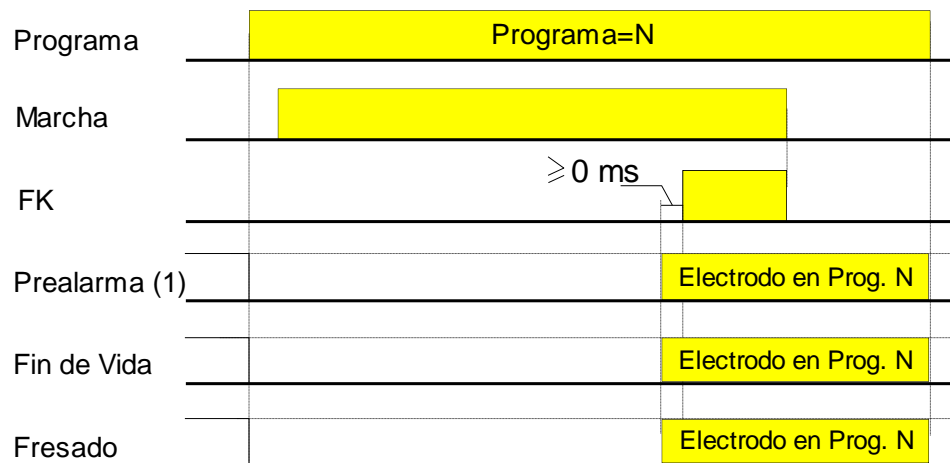 Programa
Programa=N
Marcha
≥ 0 ms
FK
Prealarma (1)
Electrodo en Prog. N
Fin de Vida
Electrodo en Prog. N
Fresado
Electrodo en Prog. N